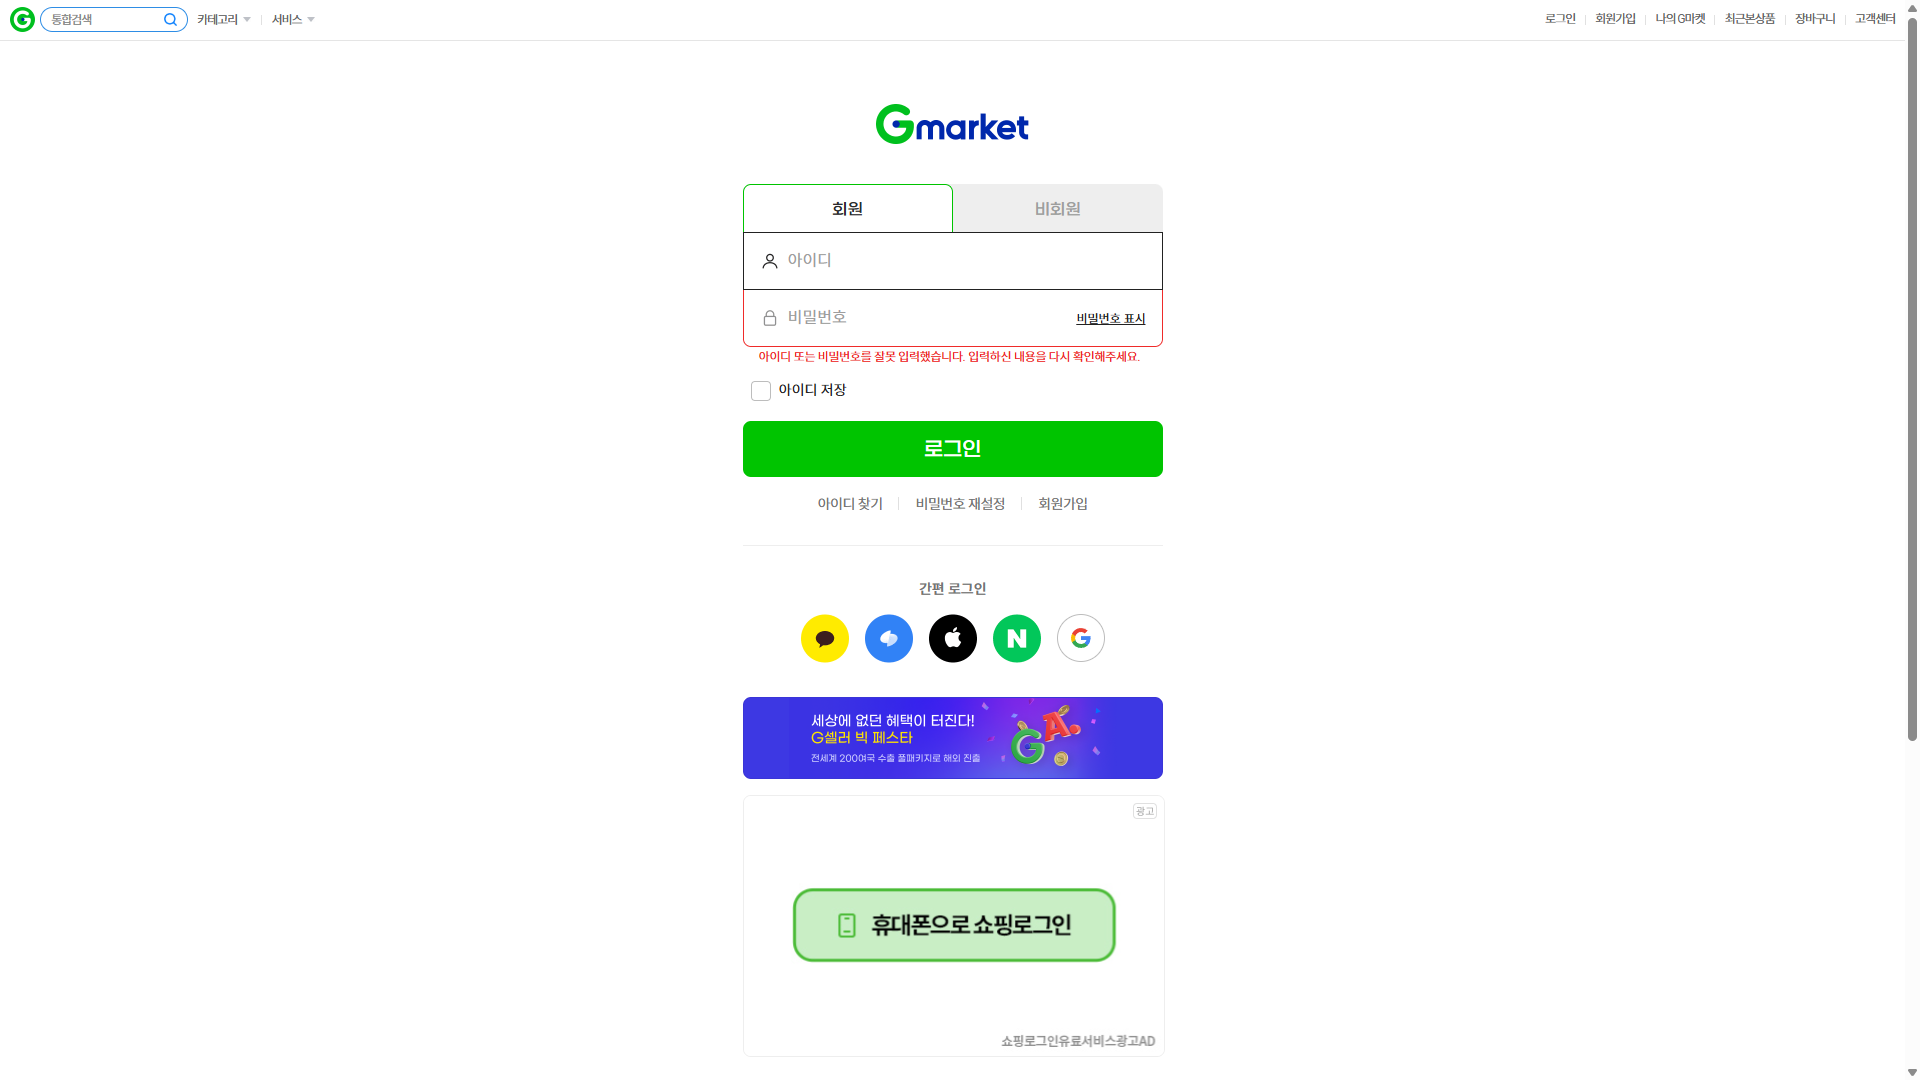 통합검색
카테고리
서비스
로그인
회원가입
나의 G마켓
최근본상품
장바구니
고객센터
Gmarket
회원
비회원
아이디
비밀번호
비밀번호 표시
아이디 또는 비밀번호를 잘못 입력했습니다. 입력하신 내용을 다시 확인해주세요.
아이디 저장
로그인
아이디 찾기
비밀번호 재설정
회원가입
간편 로그인
세상에 없던 혜택이 터진다!
G셀러 빅 페스타
전세계 200여국 수출 풀패키지로 해외 진출
광고
휴대폰으로 쇼핑로그인
쇼핑로그인유료서비스광고AD